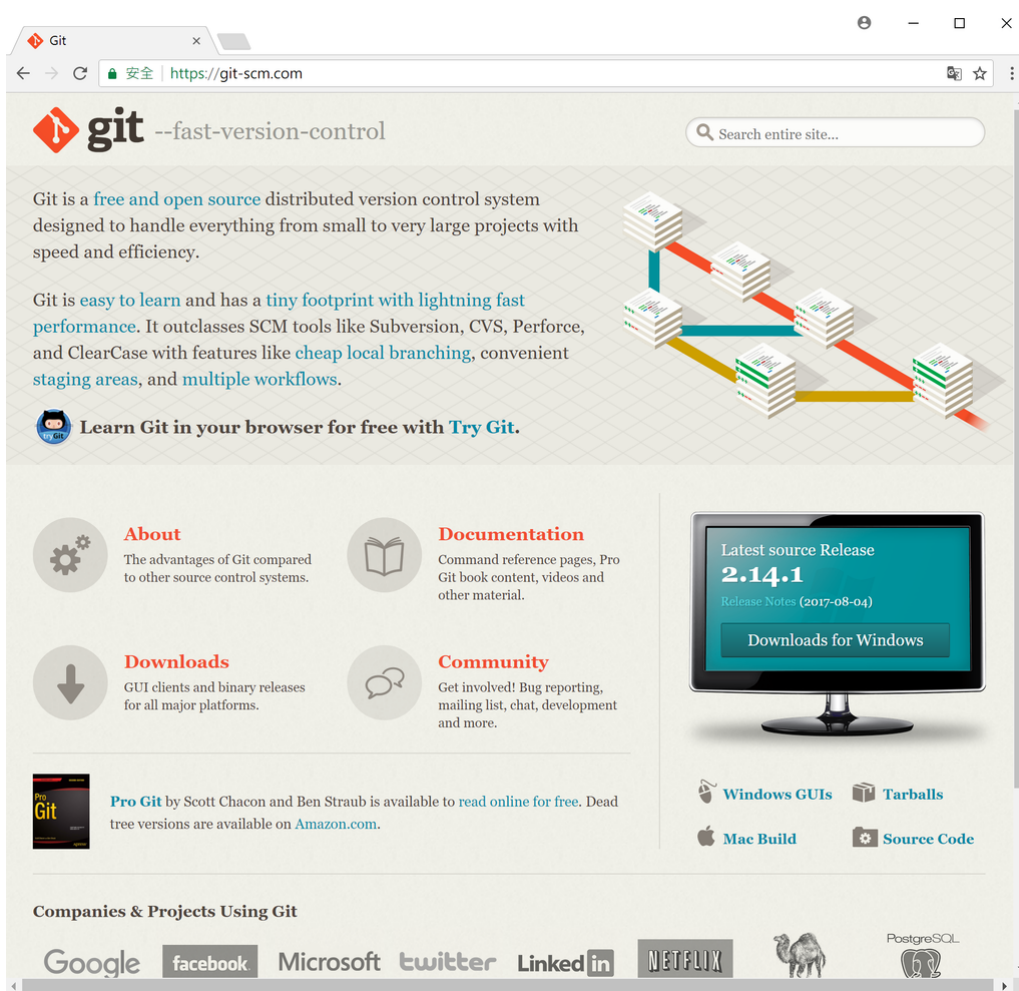 Git
安全 https://git-scm.com
git --fast-version-control
Search entire site...
Git is a free and open source distributed version control system
designed to handle everything from small to very large projects with
speed and efficiency.
Git is easy to learn and has a tiny footprint with lightning fast
performance. It outclasses SCM tools like Subversion, CVS, Perforce,
and ClearCase with features like cheap local branching, convenient
staging areas, and multiple workflows.
tryGit
Learn Git in your browser for free with Try Git.
About
The advantages of Git compared
to other source control systems.
Documentation
Command reference pages, Pro
Git book content, videos and
other material.
Downloads
GUI clients and binary releases
for all major platforms.
Community
Get involved! Bug reporting,
mailing list, chat, development
and more.
Latest source Release
2.14.1
Release Notes (2017-08-04)
Downloads for Windows
Windows GUIs
Tarballs
Mac Build
Source Code
Pro
Git
Pro Git by Scott Chacon and Ben Straub is available to read online for free. Dead
tree versions are available on Amazon.com.
Companies & Projects Using Git
Google
facebook
Microsoft
twitter
Linked in
NETFLIX
PostgreSQL